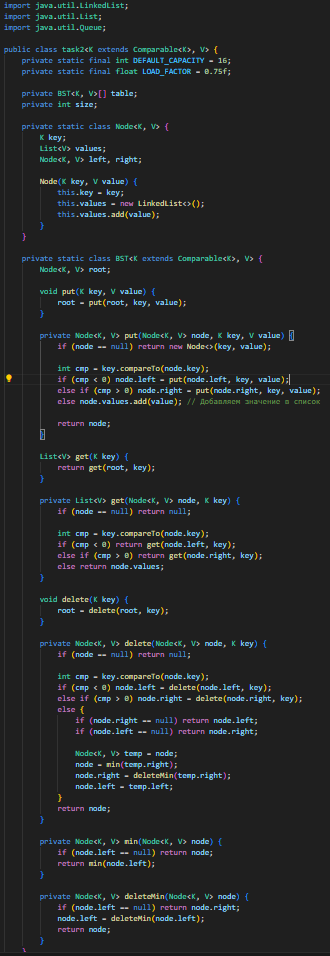 import java.util.LinkedList;
import java.util.List;
import java.util.Queue;
public class task2<K extends Comparable<K>, V> {
private static final int DEFAULT_CAPACITY = 16;
private static final float LOAD_FACTOR = 0.75f;
private BST<K, V>[] table;
private int size;
private static class Node<K, V> {
K key;
List<V> values;
Node<K, V> left, right;
Node(K key, V value) {
this.key = key;
this.values = new LinkedList<>();
this.values.add(value);
}
}
private static class BST<K extends Comparable<K>, V> {
Node<K, V> root;
void put(K key, V value) {
root = put(root, key, value);
}
private Node<K, V> put(Node<K, V> node, K key, V value) {
if (node == null) return new Node<>(key, value);
int cmp = key.compareTo(node.key);
if (cmp < 0) node.left = put(node.left, key, value);
else if (cmp > 0) node.right = put(node.right, key, value);
else node.values.add(value); // Добавляем значение в список
return node;
}
List<V> get(K key) {
return get(root, key);
}
private List<V> get(Node<K, V> node, K key) {
if (node == null) return null;
int cmp = key.compareTo(node.key);
if (cmp < 0) return get(node.left, key);
else if (cmp > 0) return get(node.right, key);
else return node.values;
}
void delete(K key) {
root = delete(root, key);
}
private Node<K, V> delete(Node<K, V> node, K key) {
if (node == null) return null;
int cmp = key.compareTo(node.key);
if (cmp < 0) node.left = delete(node.left, key);
else if (cmp > 0) node.right = delete(node.right, key);
else {
if (node.right == null) return node.left;
if (node.left == null) return node.right;
Node<K, V> temp = node;
node = min(temp.right);
node.right = deleteMin(temp.right);
node.left = temp.left;
}
return node;
}
private Node<K, V> min(Node<K, V> node) {
if (node.left == null) return node;
return min(node.left);
}
private Node<K, V> deleteMin(Node<K, V> node) {
if (node.left == null) return node.right;
node.left = deleteMin(node.left);
return node;
}
}